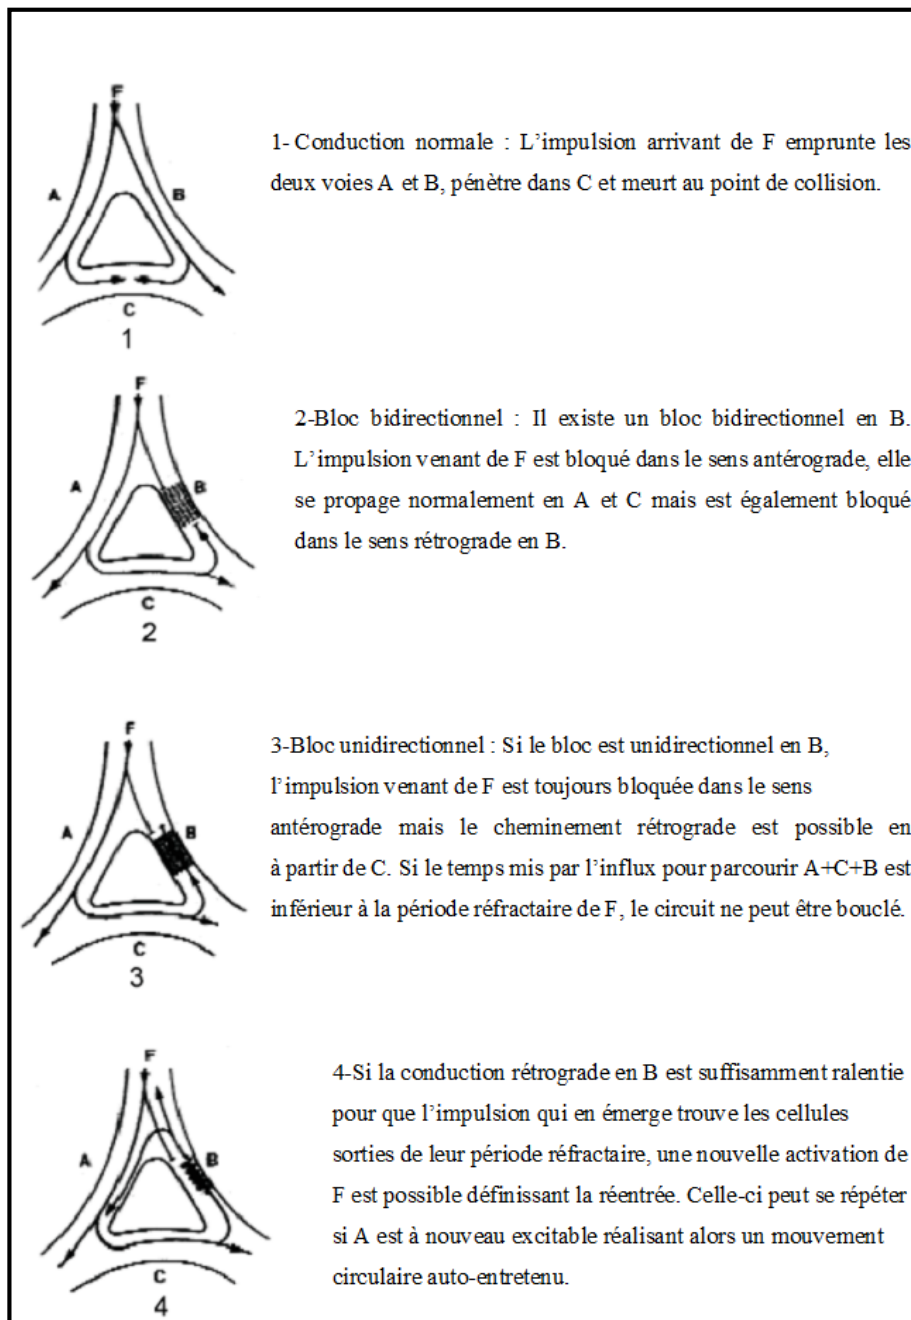 F
1- Conduction normale : L’impulsion arrivant de F emprunte les
A
B
deux voies A et B, pénètre dans C et meurt au point de collision.
C
1
F
2-Bloc bidirectionnel : Il existe un bloc bidirectionnel en B.
A
B
L’impulsion venant de F est bloqué dans le sens antérograde, elle
se propage normalement en A et C mais est également bloqué
dans le sens rétrograde en B.
C
2
F
3-Bloc unidirectionnel : Si le bloc est unidirectionnel en B,
l’impulsion venant de F est toujours bloquée dans le sens
A
B
antérograde mais le cheminement rétrograde est possible en
à partir de C. Si le temps mis par l’influx pour parcourir A+C+B est
inférieur à la période réfractaire de F, le circuit ne peut être bouclé.
C
3
F
4-Si la conduction rétrograde en B est suffisamment ralentie
pour que l’impulsion qui en émerge trouve les cellules
A
B
sorties de leur période réfractaire, une nouvelle activation de
F est possible définissant la réentrée. Celle-ci peut se répéter
si A est à nouveau excitable réalisant alors un mouvement
circulaire auto-entretenu.
C
4